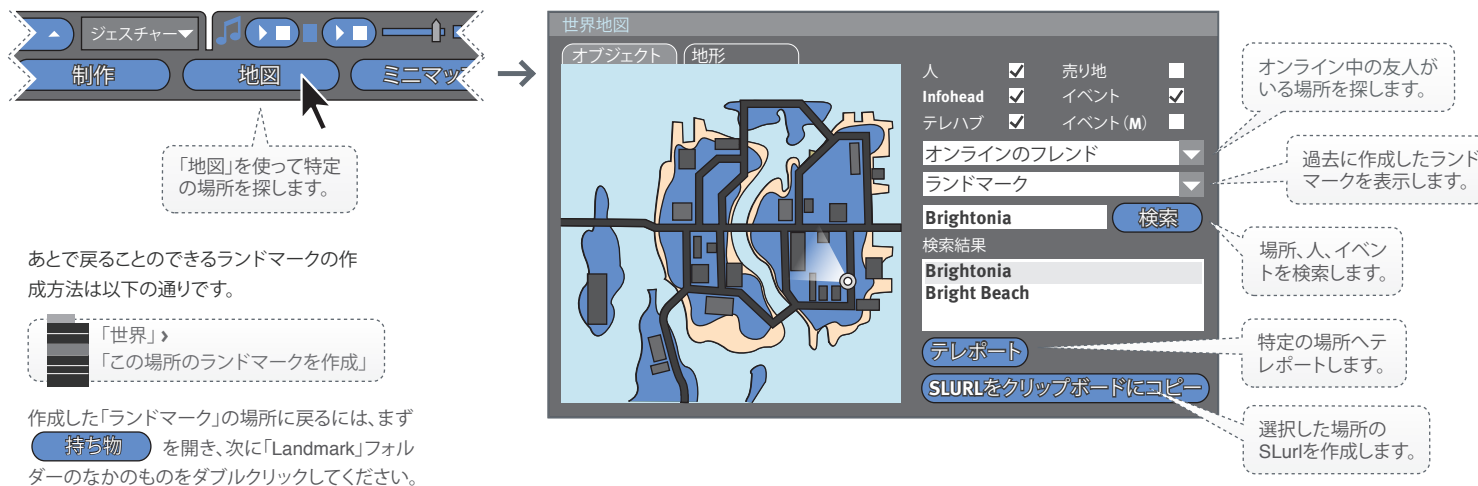 ジェスチャー
制作
地図
「地図」を使って特定
の場所を探します。
あとで戻ることのできるランドマークの作
成方法は以下の通りです。
「世界」›
「この場所のランドマークを作成」
作成した「ランドマーク」の場所に戻るには、まず
持ち物 を開き、次に「Landmark」フォル
ダーのなかのものをダブルクリックしてください。
世界地図
オブジェクト 地形
人 売り地
Infohead イベント
テレハブ イベント(M)
オンラインのフレンド
ランドマーク
Brightonia 検索
検索結果
Brightonia
Bright Beach
テレポート
SLURLをクリップボードにコピー
オンライン中の友人が
いる場所を探します。
過去に作成したランド
マークを表示します。
場所、人、イベン
トを検索します。
特定の場所へテ
レポートします。
選択した場所の
SLurlを作成します。